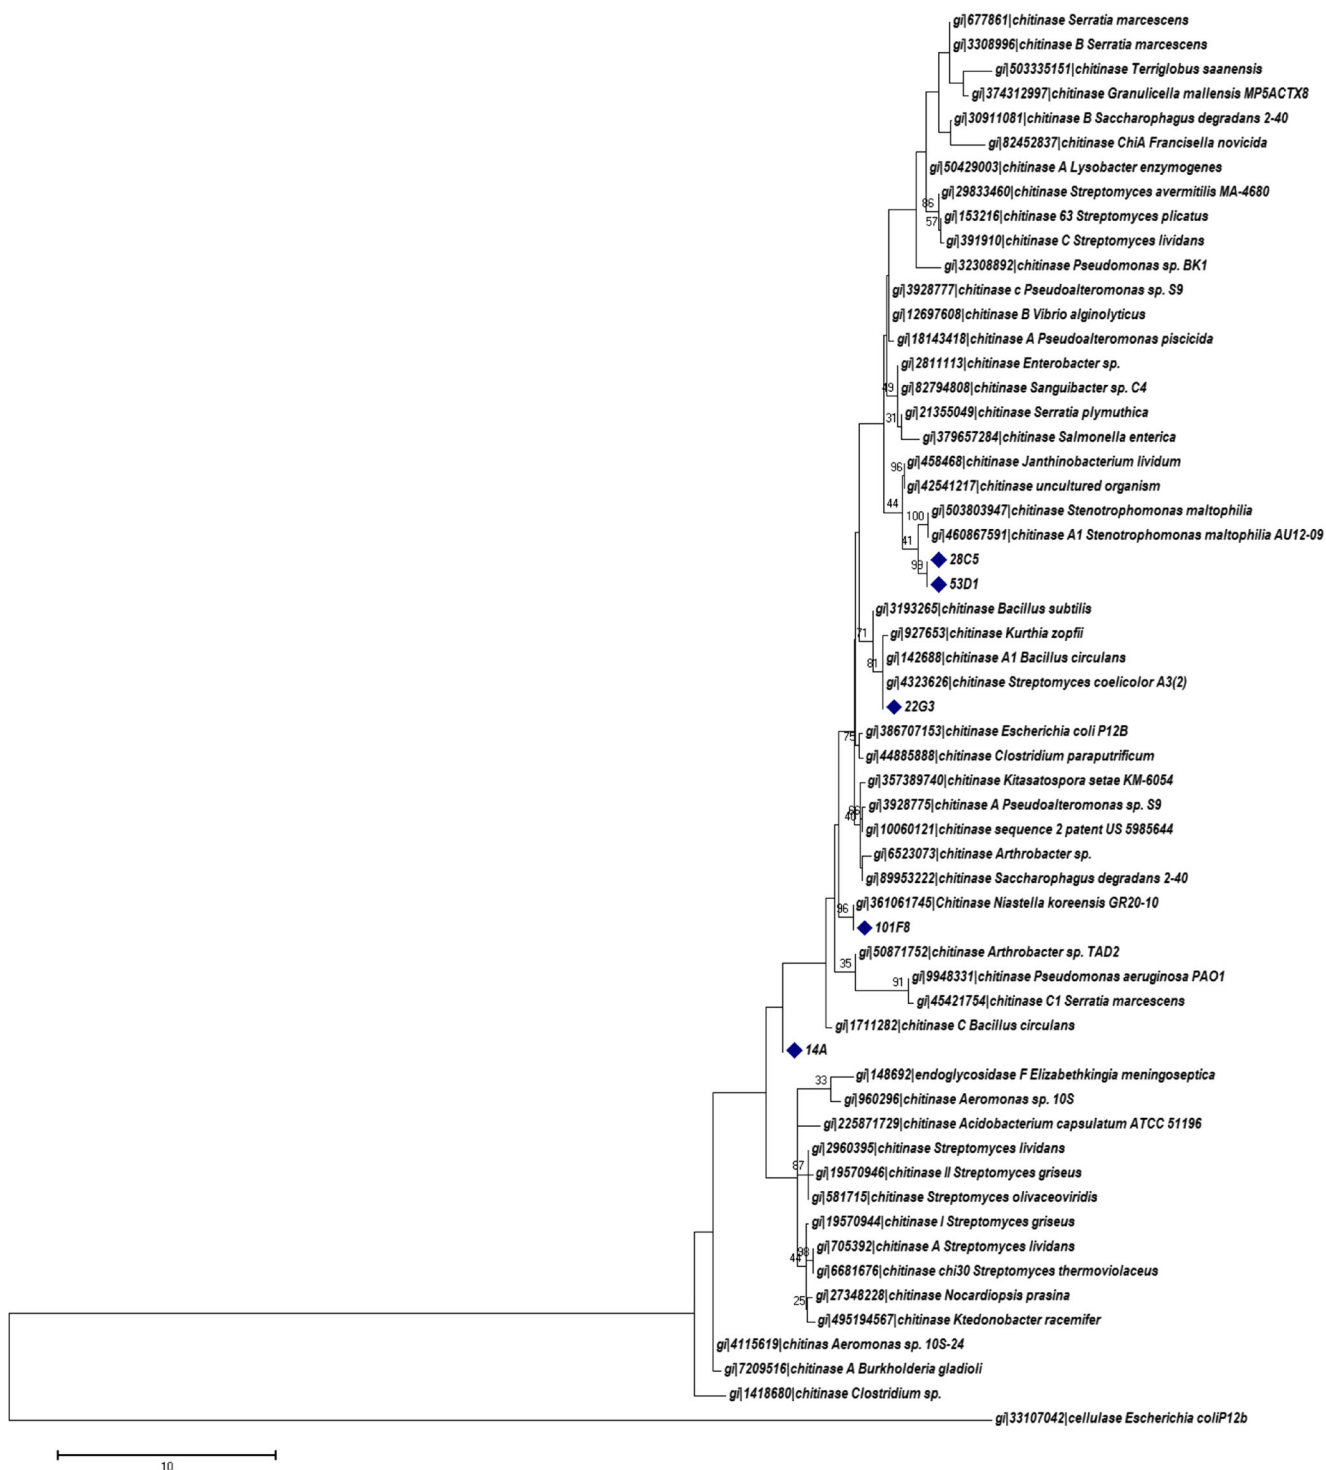 gi|677861|chitinase Serratia marcescens
gi|3308996|chitinase B Serratia marcescens
gi|503335151|chitinase Terriglobus saanensis
gi|374312997|chitinase Granulicella mallensis MP5ACTX8
gi|30911081|chitinase B Saccharophagus degradans 2-40
gi|82452837|chitinase ChiA Francisella novicida
gi|50429003|chitinase A Lysobacter enzymogenes
gi|29833460|chitinase Streptomyces avermitilis MA-4680
86
gi|153216|chitinase 63 Streptomyces plicatus
57
gi|391910|chitinase C Streptomyces lividans
gi|32308892|chitinase Pseudomonas sp. BK1
gi|3928777|chitinase c Pseudoalteromonas sp. S9
gi|12697608|chitinase B Vibrio alginolyticus
gi|18143418|chitinase A Pseudoalteromonas piscicida
gi|2811113|chitinase Enterobacter sp.
49
gi|82794808|chitinase Sanguibacter sp. C4
gi|21355049|chitinase Serratia plymuthica
31
gi|379657284|chitinase Salmonella enterica
gi|458468|chitinase Janthinobacterium lividum
96
gi|42541217|chitinase uncultured organism
44
gi|503803947|chitinase Stenotrophomonas maltophilia
100
gi|460867591|chitinase A1 Stenotrophomonas maltophilia AU12-09
41
28C5
99
53D1
gi|3193265|chitinase Bacillus subtilis
71
gi|927653|chitinase Kurthia zopfii
gi|142688|chitinase A1 Bacillus circulans
81
gi|4323626|chitinase Streptomyces coelicolor A3(2)
22G3
gi|386707153|chitinase Escherichia coli P12B
75
gi|44885888|chitinase Clostridium paraputrificum
gi|357389740|chitinase Kitasatospora setae KM-6054
gi|3928775|chitinase A Pseudoalteromonas sp. S9
gi|10060121|chitinase sequence 2 patent US 5985644
gi|6523073|chitinase Arthrobacter sp.
gi|89953222|chitinase Saccharophagus degradans 2-40
gi|361061745|Chitinase Niastella koreensis GR20-10
96
101F8
gi|50871752|chitinase Arthrobacter sp. TAD2
35
gi|9948331|chitinase Pseudomonas aeruginosa PAO1
91
gi|45421754|chitinase C1 Serratia marcescens
gi|1711282|chitinase C Bacillus circulans
14A
gi|148692|endoglycosidase F Elizabethkingia meningoseptica
33
gi|960296|chitinase Aeromonas sp. 10S
gi|225871729|chitinase Acidobacterium capsulatum ATCC 51196
gi|2960395|chitinase Streptomyces lividans
87
gi|19570946|chitinase II Streptomyces griseus
gi|581715|chitinase Streptomyces olivaceoviridis
gi|19570944|chitinase I Streptomyces griseus
gi|705392|chitinase A Streptomyces lividans
98
44
gi|6681676|chitinase chi30 Streptomyces thermoviolaceus
gi|27348228|chitinase Nocardiopsis prasina
25
gi|495194567|chitinase Ktedonobacter racemifer
gi|4115619|chitinas Aeromonas sp. 10S-24
gi|7209516|chitinase A Burkholderia gladioli
gi|1418680|chitinase Clostridium sp.
gi|33107042|cellulase Escherichia coliP12b
10